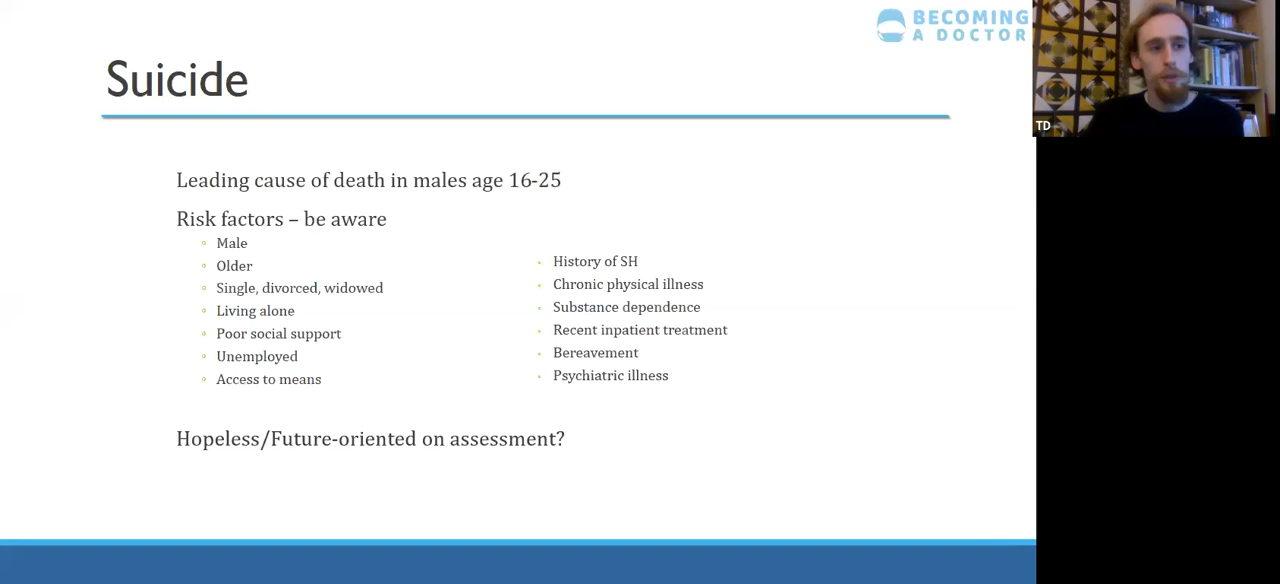 BECOMING
A DOCTOR
Suicide
TD
Leading cause of death in males age 16-25
Risk factors – be aware
Male
Older
Single, divorced, widowed
Living alone
Poor social support
Unemployed
Access to means
History of SH
Chronic physical illness
Substance dependence
Recent inpatient treatment
Bereavement
Psychiatric illness
Hopeless/Future-oriented on assessment?